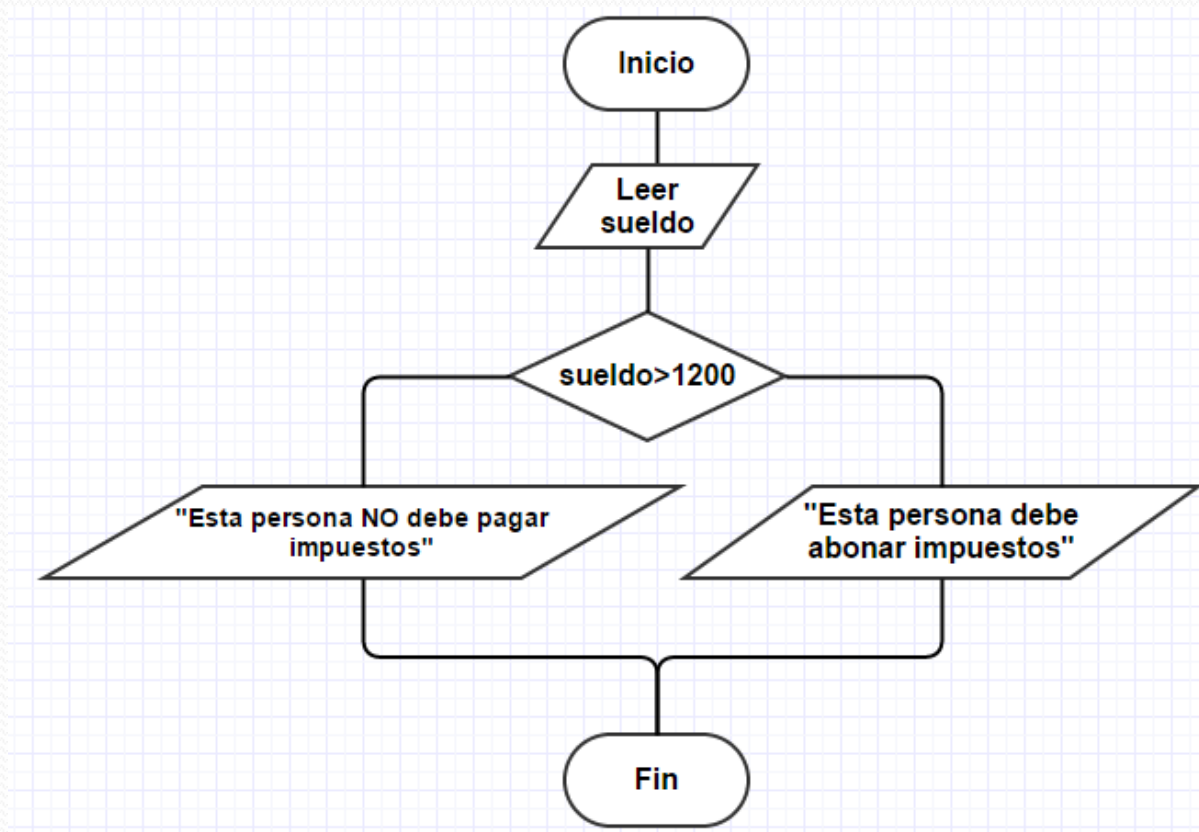 Inicio
Leer
sueldo
sueldo>1200
"Esta persona NO debe pagar
impuestos"
"Esta persona debe
abonar impuestos"
Fin